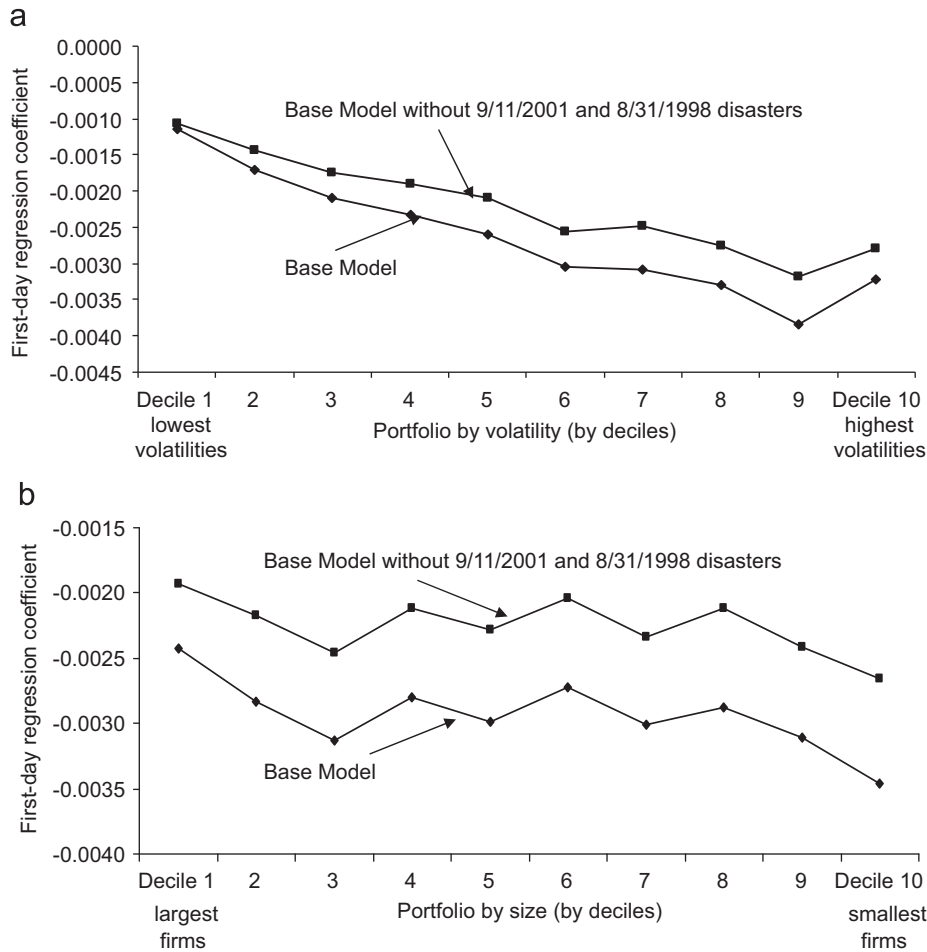 a
First-day regression coefficient
0.0000
-0.0005
-0.0010
-0.0015
-0.0020
-0.0025
-0.0030
-0.0035
-0.0040
-0.0045
Base Model without 9/11/2001 and 8/31/1998 disasters
Base Model
Decile 1 2 3 4 5 6 7 8 9 Decile 10
lowest volatilities
highest volatilities
Portfolio by volatility (by deciles)
b
First-day regression coefficient
-0.0015
-0.0020
-0.0025
-0.0030
-0.0035
-0.0040
Base Model without 9/11/2001 and 8/31/1998 disasters
Base Model
Decile 1 2 3 4 5 6 7 8 9 Decile 10
largest firms
smallest firms
Portfolio by size (by deciles)